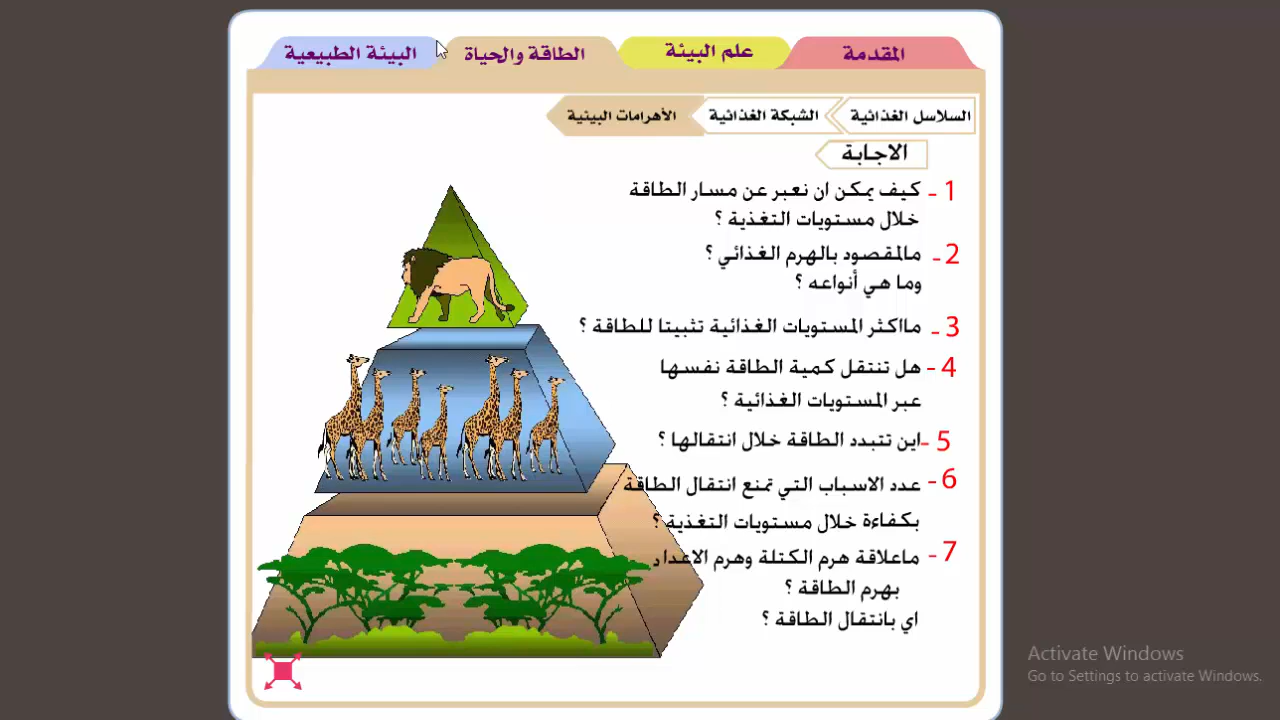 المقدمة
علم البيئة
الطاقة والحياة
البيئة الطبيعية
السلاسل الغذائية
الشبكة الغذائية
الأهرامات البيئية
الاجابة
1- كيف يمكن ان نعبر عن مسار الطاقة
خلال مستويات التغذية ؟
2- مالمقصود بالهرم الغذائي ؟
وما هي أنواعه ؟
3- مااكثر المستويات الغذائية تثبيتا للطاقة ؟
4- هل تنتقل كمية الطاقة نفسها
عبر المستويات الغذائية ؟
5- اين تتبدد الطاقة خلال انتقالها ؟
6- عدد الاسباب التي تمنع انتقال الطاقة
بكفاءة خلال مستويات التغذية ؟
7- ماعلاقة هرم الكتلة وهرم الاعداد
بهرم الطاقة ؟
اي بانتقال الطاقة ؟
Activate Windows
Go to Settings to activate Windows.